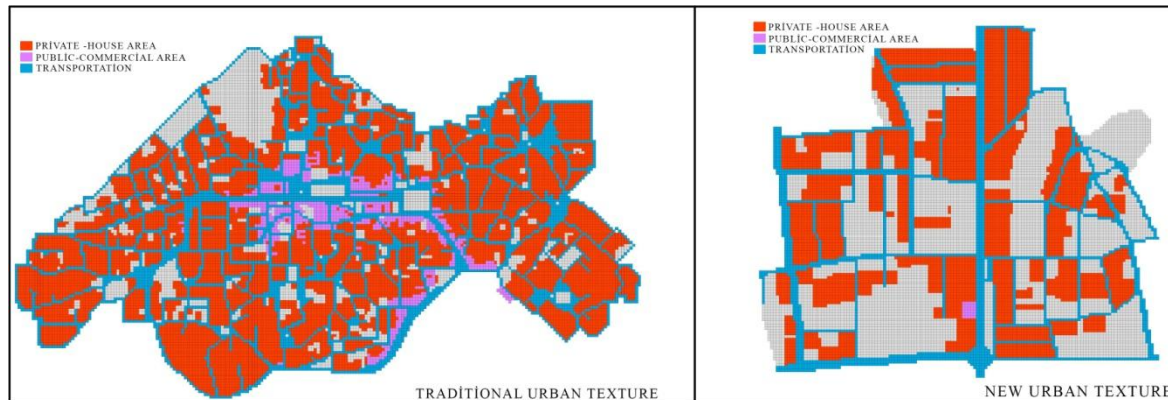 PRİVATE -HOUSE AREA
PUBLİC-COMMERCİAL AREA
TRANSPORTATİON
TRADİTİONAL URBAN TEXTURE
PRİVATE -HOUSE AREA
PUBLİC-COMMERCİAL AREA
TRANSPORTATİON
NEW URBAN TEXTURE